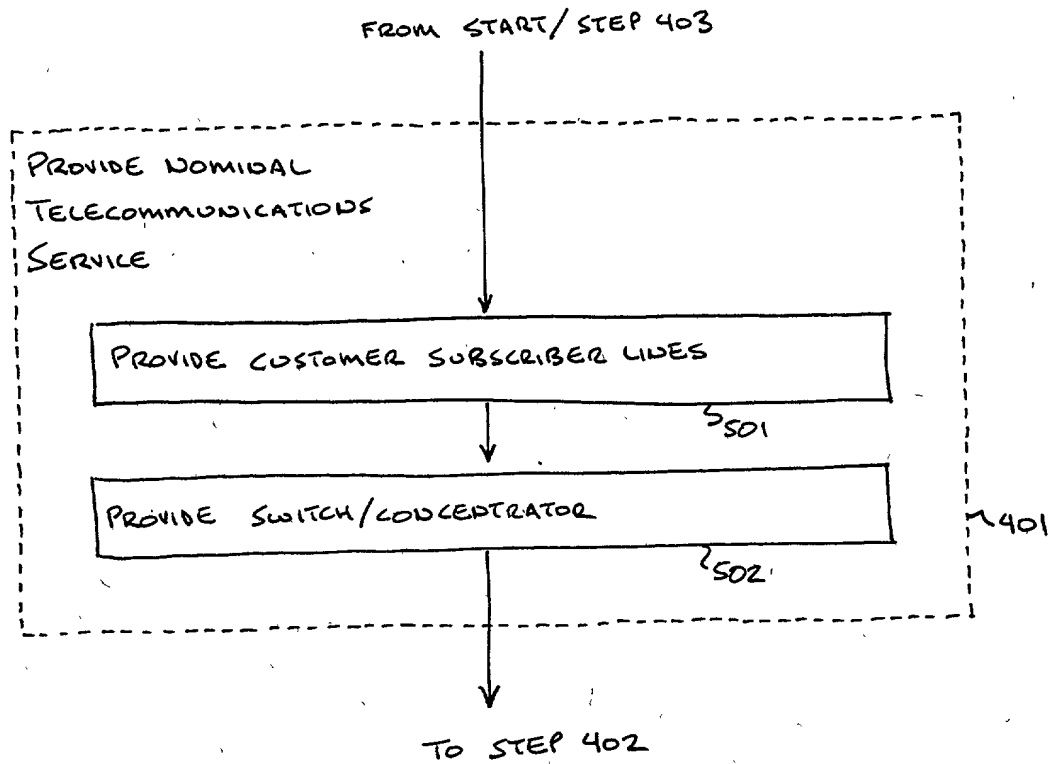 FROM START/STEP 403
PROVIDE NOMINAL
TELECOMMUNICATIONS
SERVICE
PROVIDE CUSTOMER SUBSCRIBER LINES
501
PROVIDE SWITCH/CONCENTRATOR
401
502
TO STEP 402